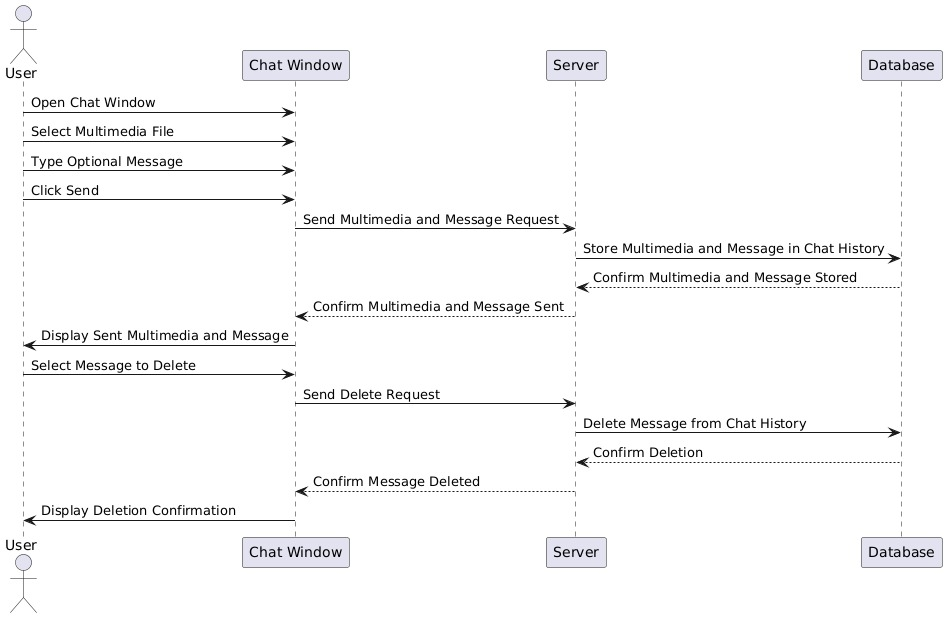 User
Chat Window
Server
Database
Open Chat Window
Select Multimedia File
Type Optional Message
Click Send
Send Multimedia and Message Request
Store Multimedia and Message in Chat History
Confirm Multimedia and Message Stored
Confirm Multimedia and Message Sent
Display Sent Multimedia and Message
Select Message to Delete
Send Delete Request
Delete Message from Chat History
Confirm Deletion
Confirm Message Deleted
Display Deletion Confirmation
User
Chat Window
Server
Database